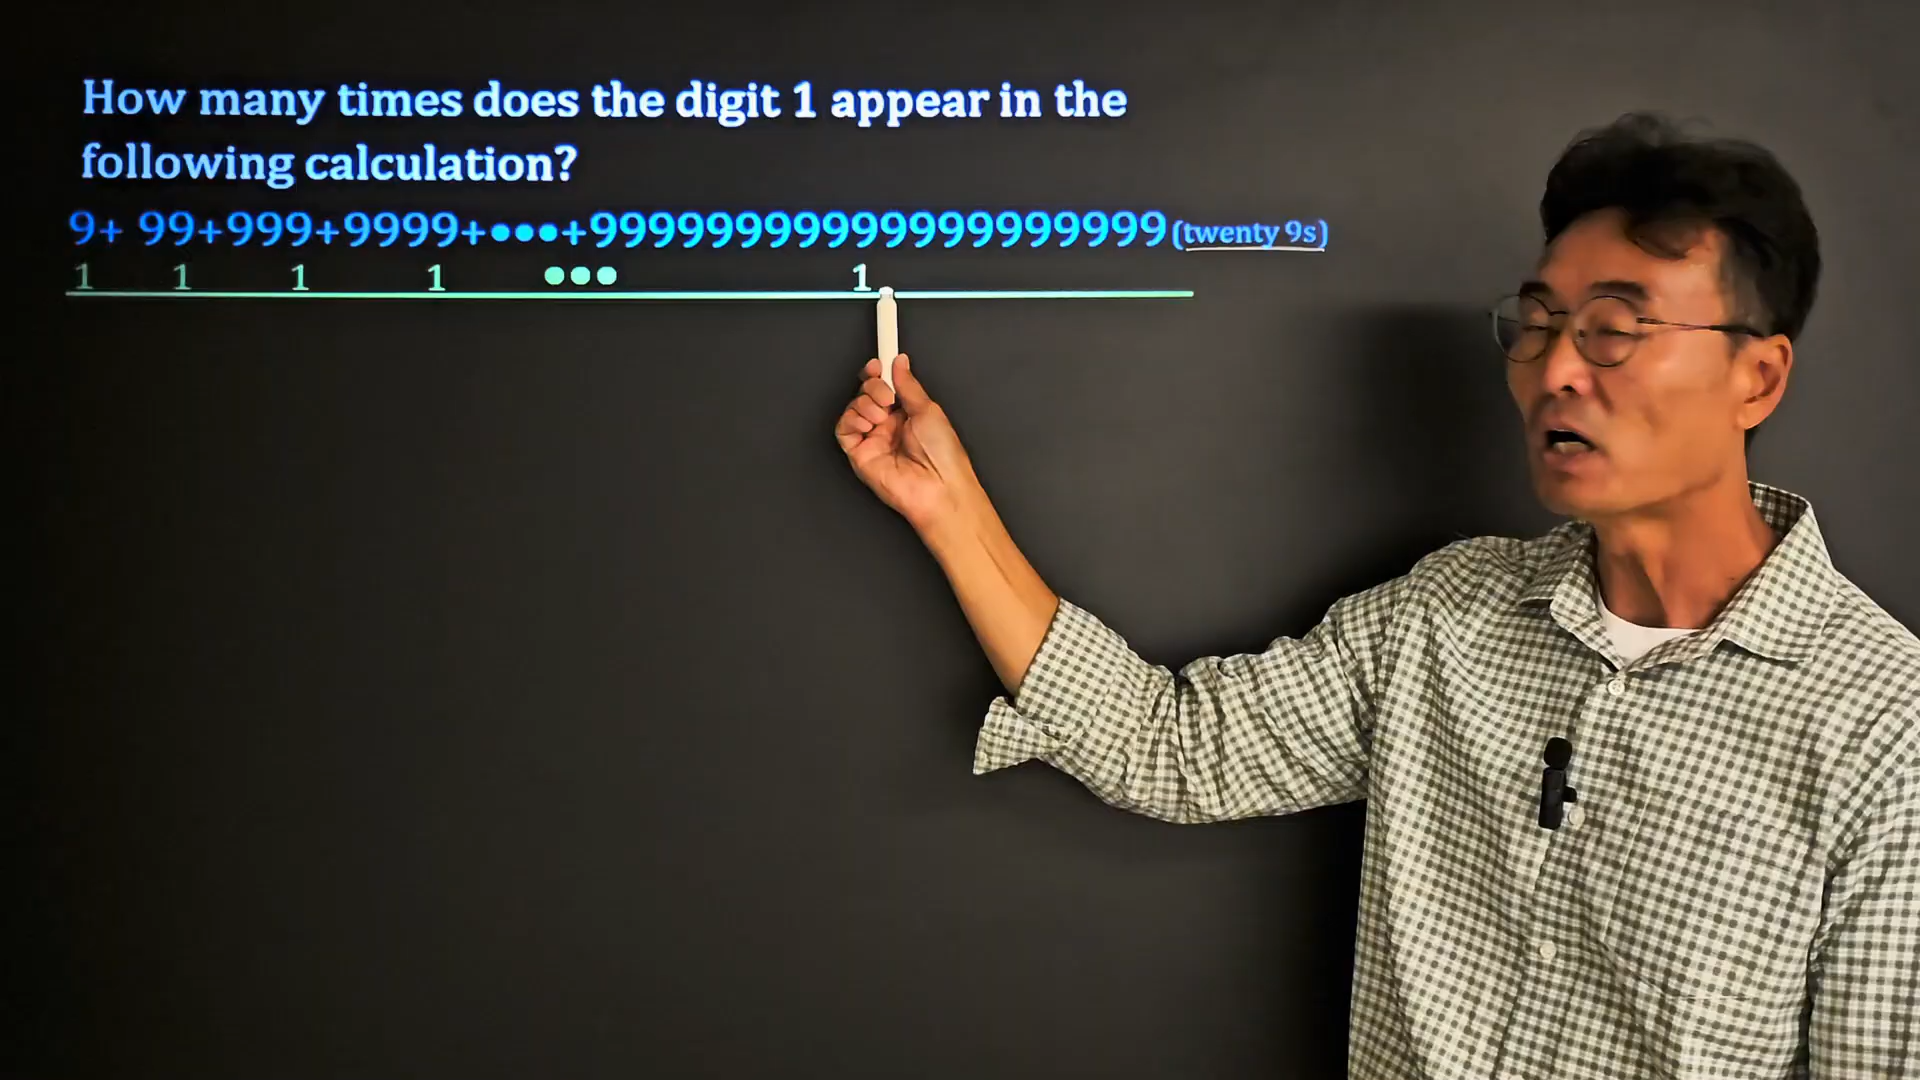 How many times does the digit 1 appear in the
following calculation?
9+ 99+999+9999+•••+99999999999999999999(twenty 9s)
1 1 1 1 ••• 1